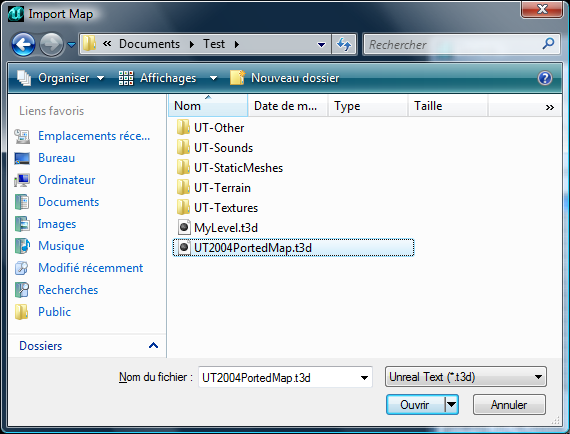 Import Map
« Documents Test
Rechercher
Organiser Affichages Nouveau dossier ?
Liens favoris
Emplacements réce...
Bureau
Ordinateur
Documents
Images
Musique
Modifié récemment
Recherches
Public
Dossiers
Nom Date de m... Type Taille »
UT-Other
UT-Sounds
UT-StaticMeshes
UT-Terrain
UT-Textures
MyLevel.t3d
UT2004PortedMap.t3d
Nom du fichier : UT2004PortedMap.t3d Unreal Text (*.t3d)
Ouvrir Annuler